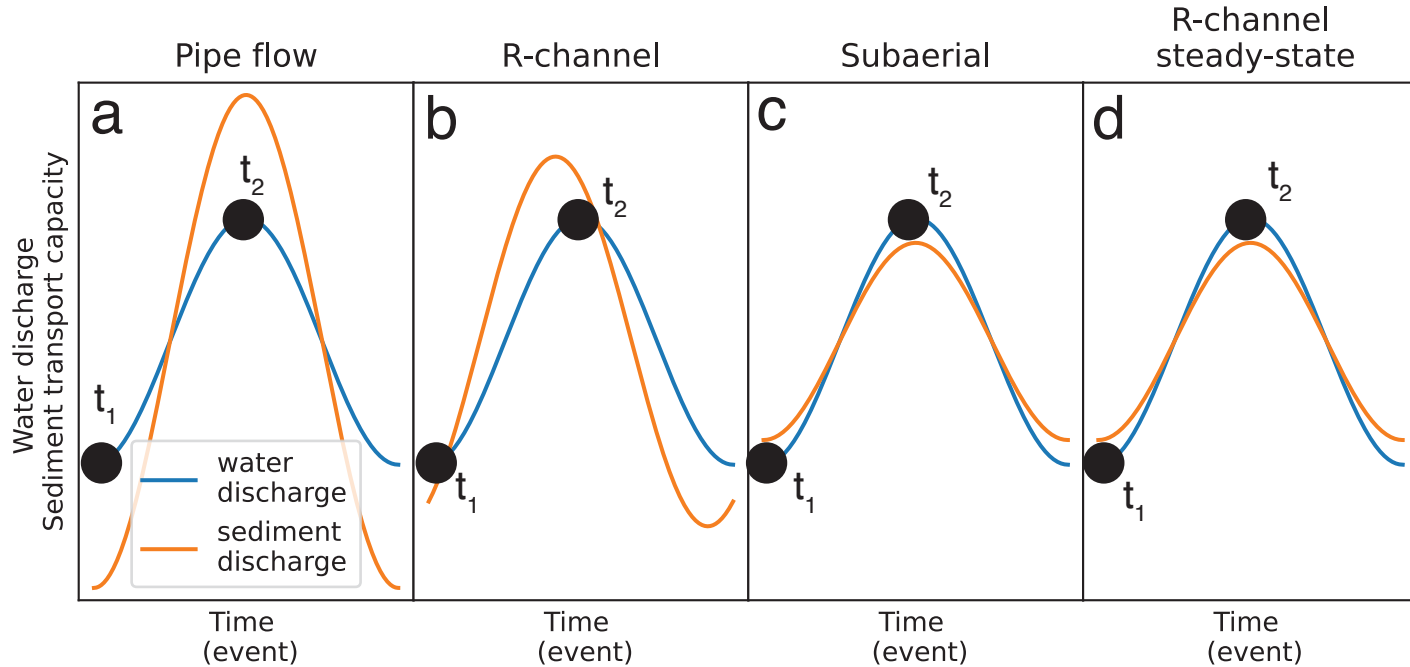 Pipe flow
R-channel
Subaerial
R-channel
steady-state
Water discharge
Sediment transport capacity
a
t2
t1
water
discharge
sediment
discharge
b
t2
t1
c
t2
t1
d
t2
t1
Time
(event)
Time
(event)
Time
(event)
Time
(event)